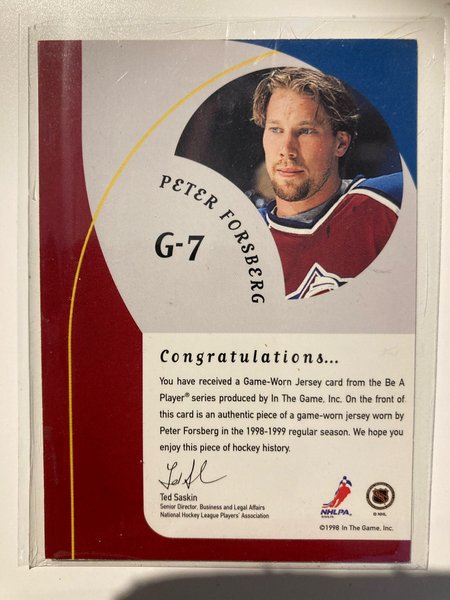 PETER FORSBERG
G-7
Congratulations...
You have received a Game-Worn Jersey card from the Be A
Player® series produced by In The Game, Inc. On the front of
this card is an authentic piece of a game-worn jersey worn by
Peter Forsberg in the 1998-1999 regular season. We hope you
enjoy this piece of hockey history.
Ted Saskin
Senior Director, Business and Legal Affairs
National Hockey League Players' Association
NHLPA
© NHL
©1998 In The Game, Inc.